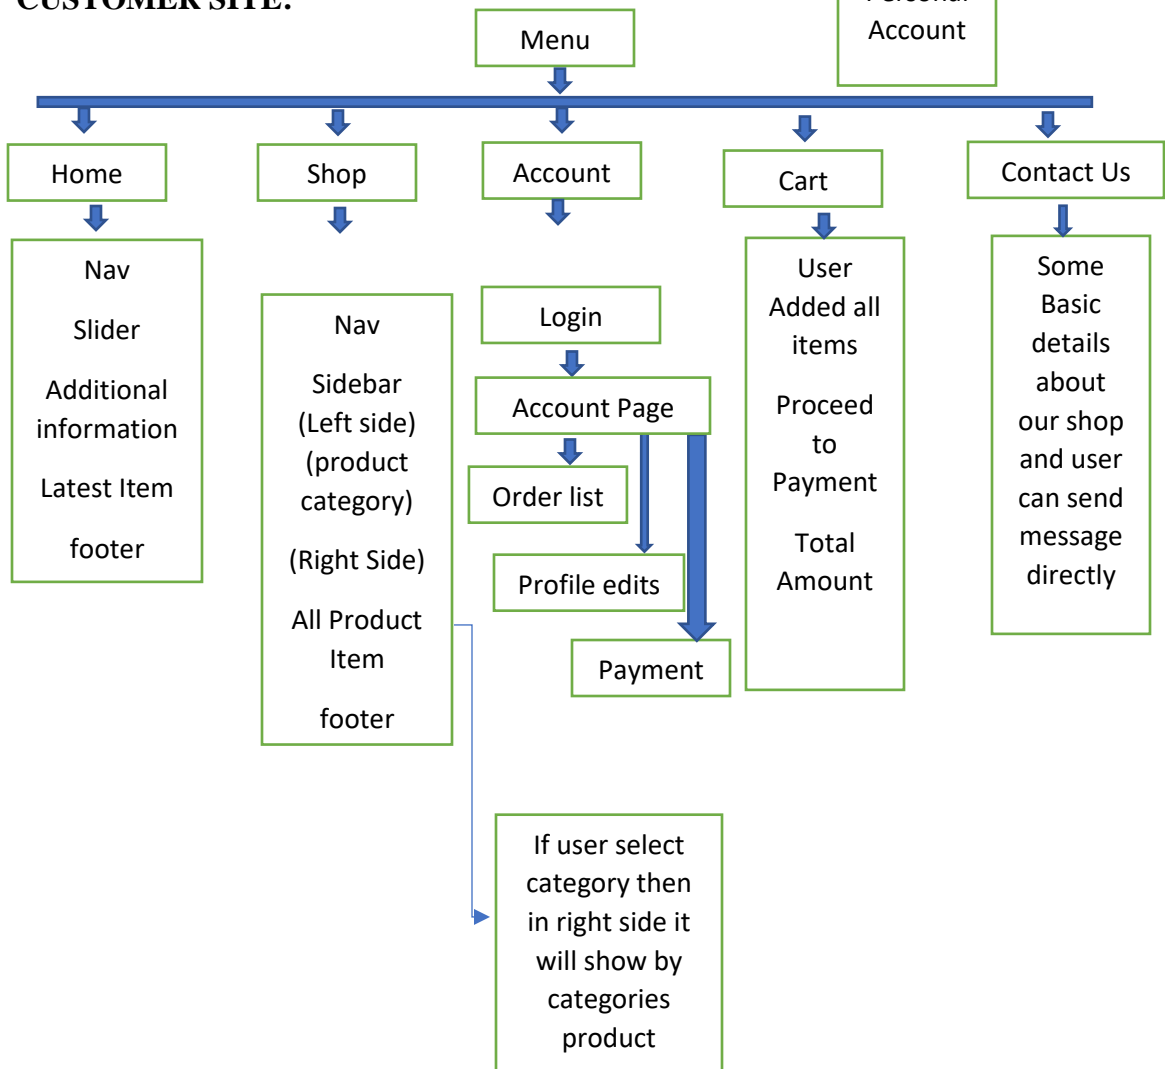 CUSTOMER SITE:
Personal
Account
Menu
Home
Shop
Account
Cart
Contact Us
Nav
Slider
Additional
information
Latest Item
footer
Nav
Sidebar
(Left side)
(product
category)
(Right Side)
All Product
Item
footer
Login
Account Page
Order list
Profile edits
Payment
User
Added all
items
Proceed
to
Payment
Total
Amount
Some
Basic
details
about
our shop
and user
can send
message
directly
If user select
category then
in right side it
will show by
categories
product